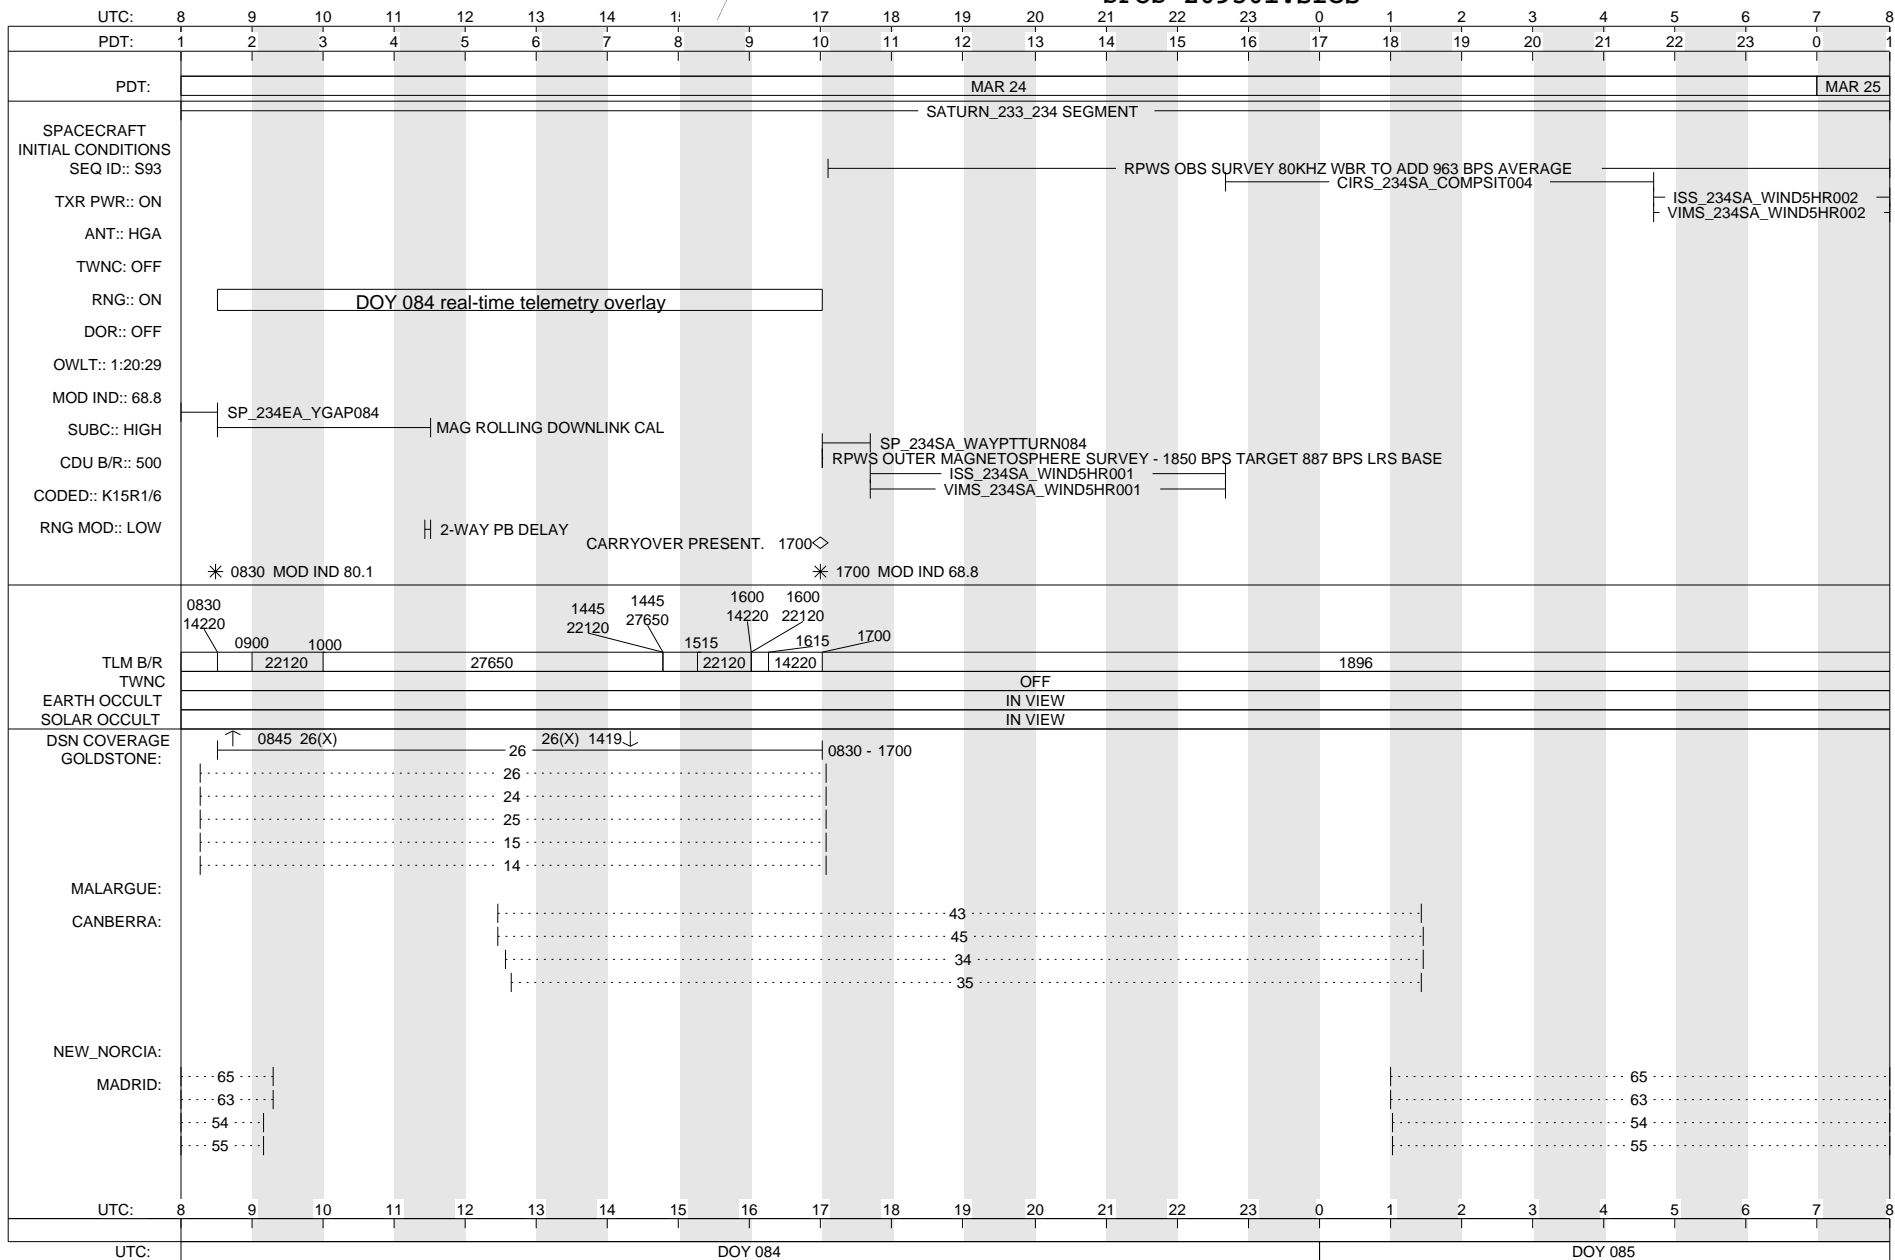 SFOS-209301.SEGS
UTC: 8 9 10 11 12 13 14 17 18 19 20 21 22 23 0 1 2 3 4 5 6 7 8
PDT: 1 2 3 4 5 6 7 8 9 10 11 12 13 14 15 16 17 18 19 20 21 22 23 0 1
PDT: MAR 24 MAR 25
SATURN_233_234 SEGMENT
SPACECRAFT
INITIAL CONDITIONS
SEQ ID:: S93 RPWS OBS SURVEY 80KHZ WBR TO ADD 963 BPS AVERAGE
CIRS_234SA_COMPSIT004
TXR PWR:: ON ISS_234SA_WIND5HR002
VIMS_234SA_WIND5HR002
ANT:: HGA
TWNC: OFF
RNG:: ON DOY 084 real-time telemetry overlay
DOR:: OFF
OWLT:: 1:20:29
MOD IND:: 68.8
SP_234EA_YGAP084
SUBC:: HIGH MAG ROLLING DOWNLINK CAL
SP_234SA_WAYPTTURN084
CDU B/R:: 500 RPWS OUTER MAGNETOSPHERE SURVEY - 1850 BPS TARGET 887 BPS LRS BASE
ISS_234SA_WIND5HR001
CODED:: K15R1/6 VIMS_234SA_WIND5HR001
RNG MOD:: LOW 2-WAY PB DELAY
CARRYOVER PRESENT. 1700
0830 MOD IND 80.1 1700 MOD IND 68.8
0830 1445 1445 1600 1600
14220 22120 27650 14220 22120
0900 1000 1515 1615 1700
TLM B/R 22120 27650 22120 14220 1896
TWNC OFF
EARTH OCCULT IN VIEW
SOLAR OCCULT IN VIEW
DSN COVERAGE 0845 26(X) 26(X) 1419
GOLDSTONE: 26 0830 - 1700
26
24
25
15
14
MALARGUE:
CANBERRA: 43
45
34
35
NEW_NORCIA:
MADRID: 65 65
63 63
54 54
55 55
UTC: 8 9 10 11 12 13 14 15 16 17 18 19 20 21 22 23 0 1 2 3 4 5 6 7 8
UTC: DOY 084 DOY 085